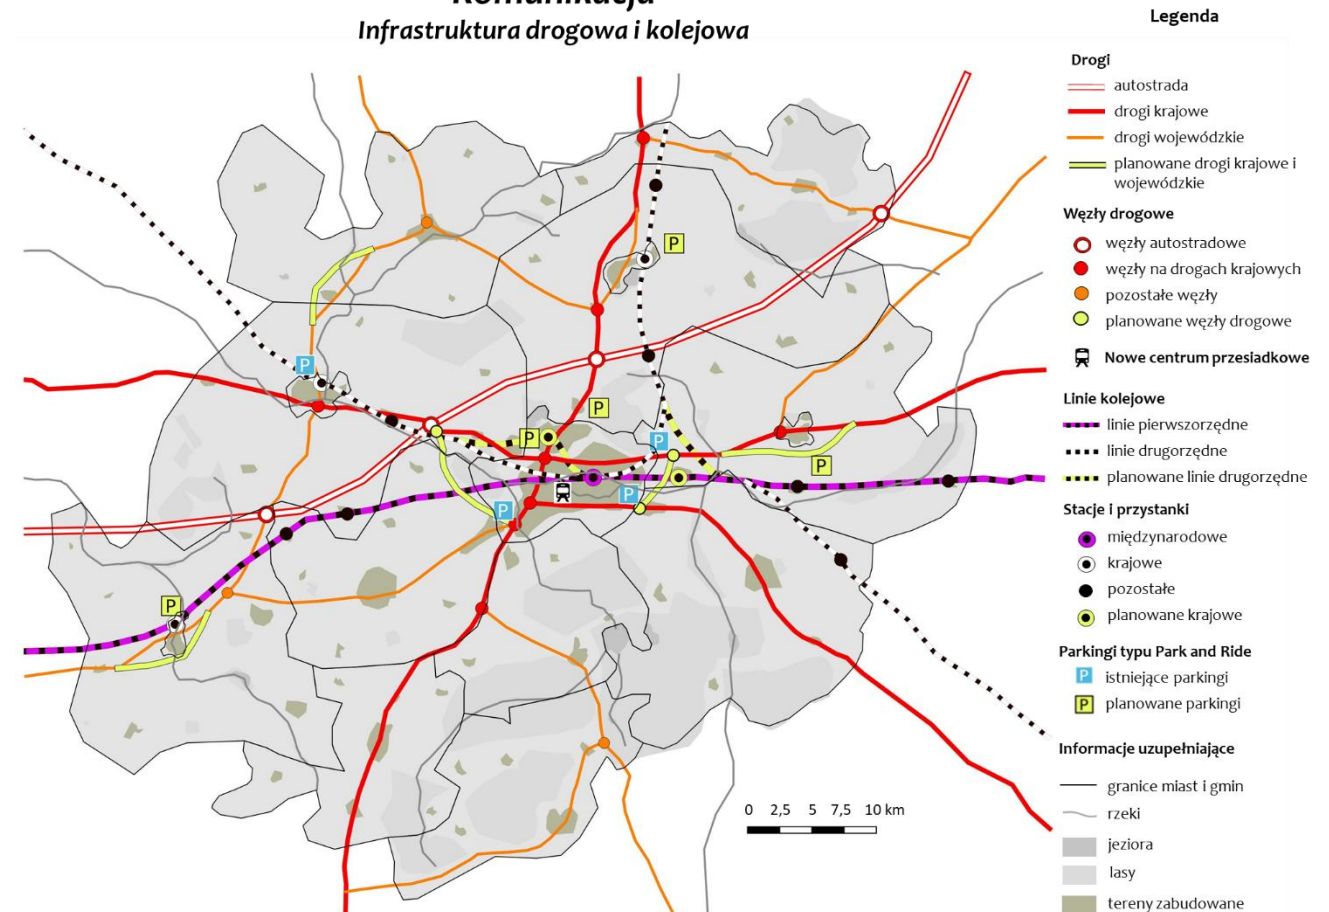 Komunikacja
Infrastruktura drogowa i kolejowa
P
P
P
P
P
P
P
P
P
0 2,5 5 7,5 10 km
Legenda
Drogi
autostrada
drogi krajowe
drogi wojewódzkie
planowane drogi krajowe i
wojewódzkie
Węzły drogowe
węzły autostradowe
węzły na drogach krajowych
pozostałe węzły
planowane węzły drogowe
Nowe centrum przesiadkowe
Linie kolejowe
linie pierwszorzędne
linie drugorzędne
planowane linie drugorzędne
Stacje i przystanki
międzynarodowe
krajowe
pozostałe
planowane krajowe
Parkingi typu Park and Ride
P istniejące parkingi
P planowane parkingi
Informacje uzupełniające
granice miast i gmin
rzeki
jeziora
lasy
tereny zabudowane